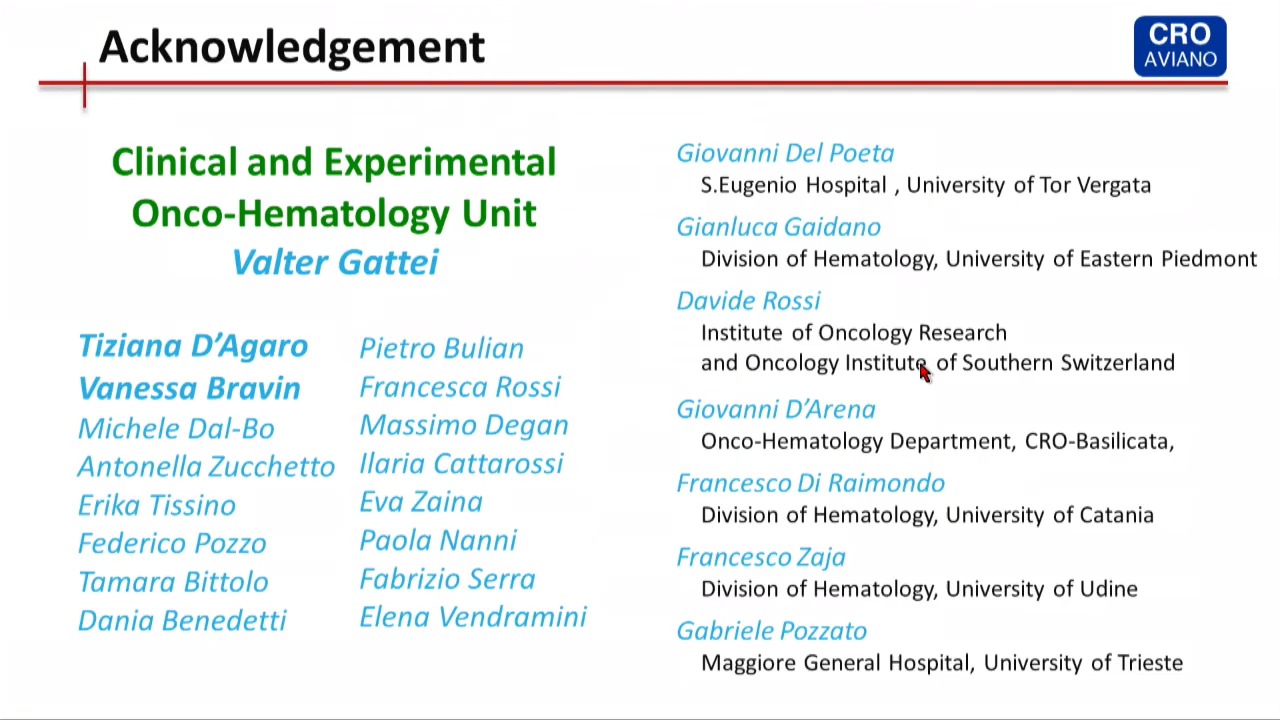 Acknowledgement
CRO
AVIANO
Clinical and Experimental
Onco-Hematology Unit
Valter Gattei
Tiziana D’Agaro
Vanessa Bravin
Michele Dal-Bo
Antonella Zucchetto
Erika Tissino
Federico Pozzo
Tamara Bittolo
Dania Benedetti
Pietro Bulian
Francesca Rossi
Massimo Degan
Ilaria Cattarossi
Eva Zaina
Paola Nanni
Fabrizio Serra
Elena Vendramini
Giovanni Del Poeta
S.Eugenio Hospital , University of Tor Vergata
Gianluca Gaidano
Division of Hematology, University of Eastern Piedmont
Davide Rossi
Institute of Oncology Research
and Oncology Institute of Southern Switzerland
Giovanni D’Arena
Onco-Hematology Department, CRO-Basilicata,
Francesco Di Raimondo
Division of Hematology, University of Catania
Francesco Zaja
Division of Hematology, University of Udine
Gabriele Pozzato
Maggiore General Hospital, University of Trieste